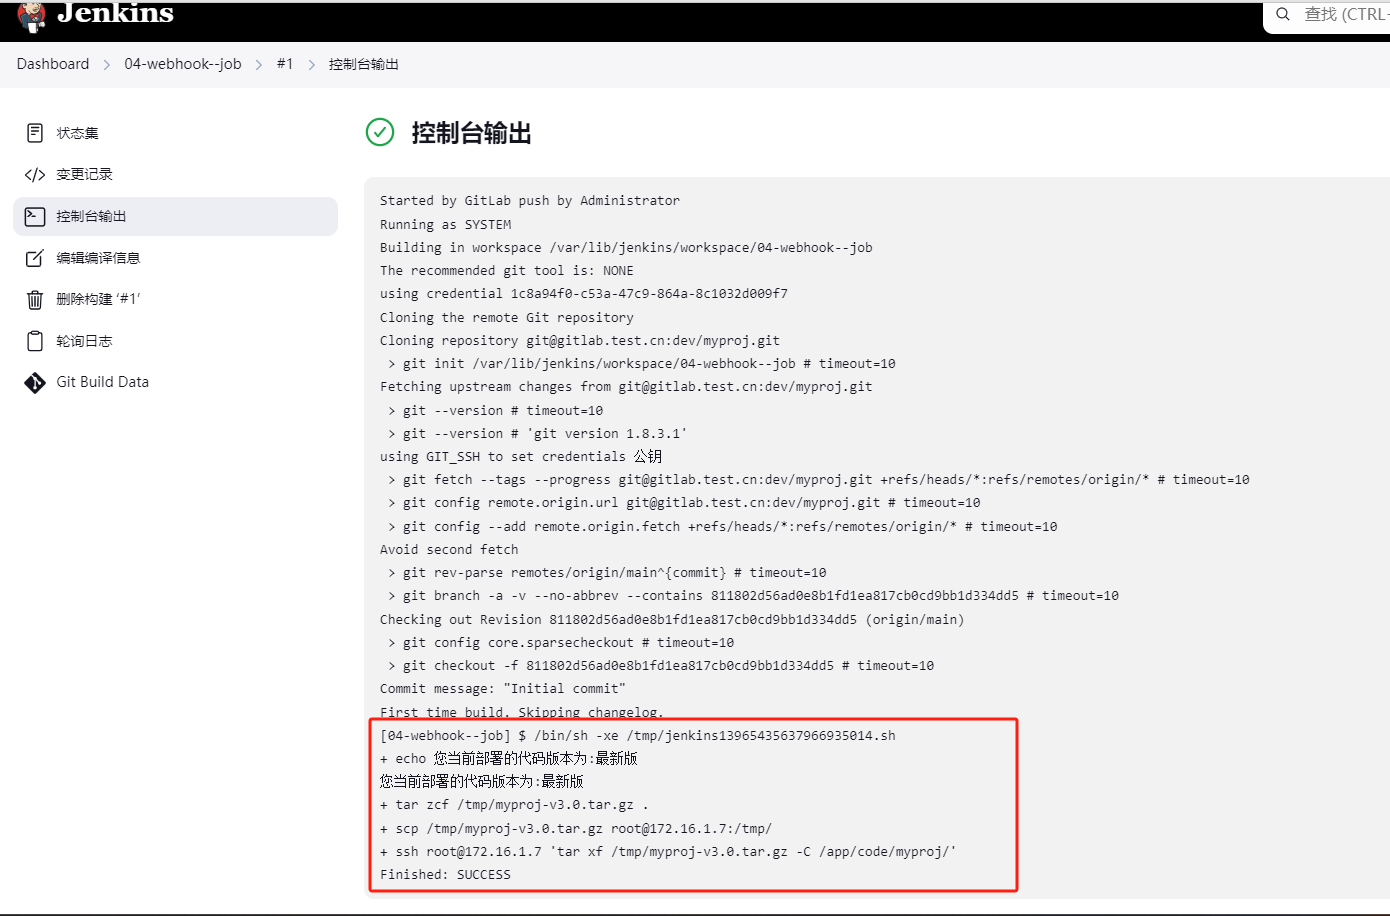 Jenkins
查找 (CTRL-
Dashboard > 04-webhook--job > #1 > 控制台输出
状态集
变更记录
控制台输出
编辑编译信息
删除构建 ‘#1’
轮询日志
Git Build Data
控制台输出
Started by GitLab push by Administrator
Running as SYSTEM
Building in workspace /var/lib/jenkins/workspace/04-webhook--job
The recommended git tool is: NONE
using credential 1c8a94f0-c53a-47c9-864a-8c1032d009f7
Cloning the remote Git repository
Cloning repository git@gitlab.test.cn:dev/myproj.git
 > git init /var/lib/jenkins/workspace/04-webhook--job # timeout=10
Fetching upstream changes from git@gitlab.test.cn:dev/myproj.git
 > git --version # timeout=10
 > git --version # 'git version 1.8.3.1'
using GIT_SSH to set credentials 公钥
 > git fetch --tags --progress git@gitlab.test.cn:dev/myproj.git +refs/heads/*:refs/remotes/origin/* # timeout=10
 > git config remote.origin.url git@gitlab.test.cn:dev/myproj.git # timeout=10
 > git config --add remote.origin.fetch +refs/heads/*:refs/remotes/origin/* # timeout=10
Avoid second fetch
 > git rev-parse remotes/origin/main^{commit} # timeout=10
 > git branch -a -v --no-abbrev --contains 811802d56ad0e8b1fd1ea817cb0cd9bb1d334dd5 # timeout=10
Checking out Revision 811802d56ad0e8b1fd1ea817cb0cd9bb1d334dd5 (origin/main)
 > git config core.sparsecheckout # timeout=10
 > git checkout -f 811802d56ad0e8b1fd1ea817cb0cd9bb1d334dd5 # timeout=10
Commit message: "Initial commit"
First time build. Skipping changelog.
[04-webhook--job] $ /bin/sh -xe /tmp/jenkins13965435637966935014.sh
+ echo 您当前部署的代码版本为:最新版
您当前部署的代码版本为:最新版
+ tar zcf /tmp/myproj-v3.0.tar.gz .
+ scp /tmp/myproj-v3.0.tar.gz root@172.16.1.7:/tmp/
+ ssh root@172.16.1.7 'tar xf /tmp/myproj-v3.0.tar.gz -C /app/code/myproj/'
Finished: SUCCESS